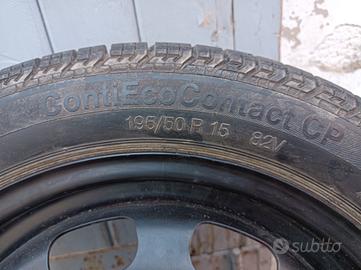 ContiEcoContact CP
195/50 R 15 82V
subito